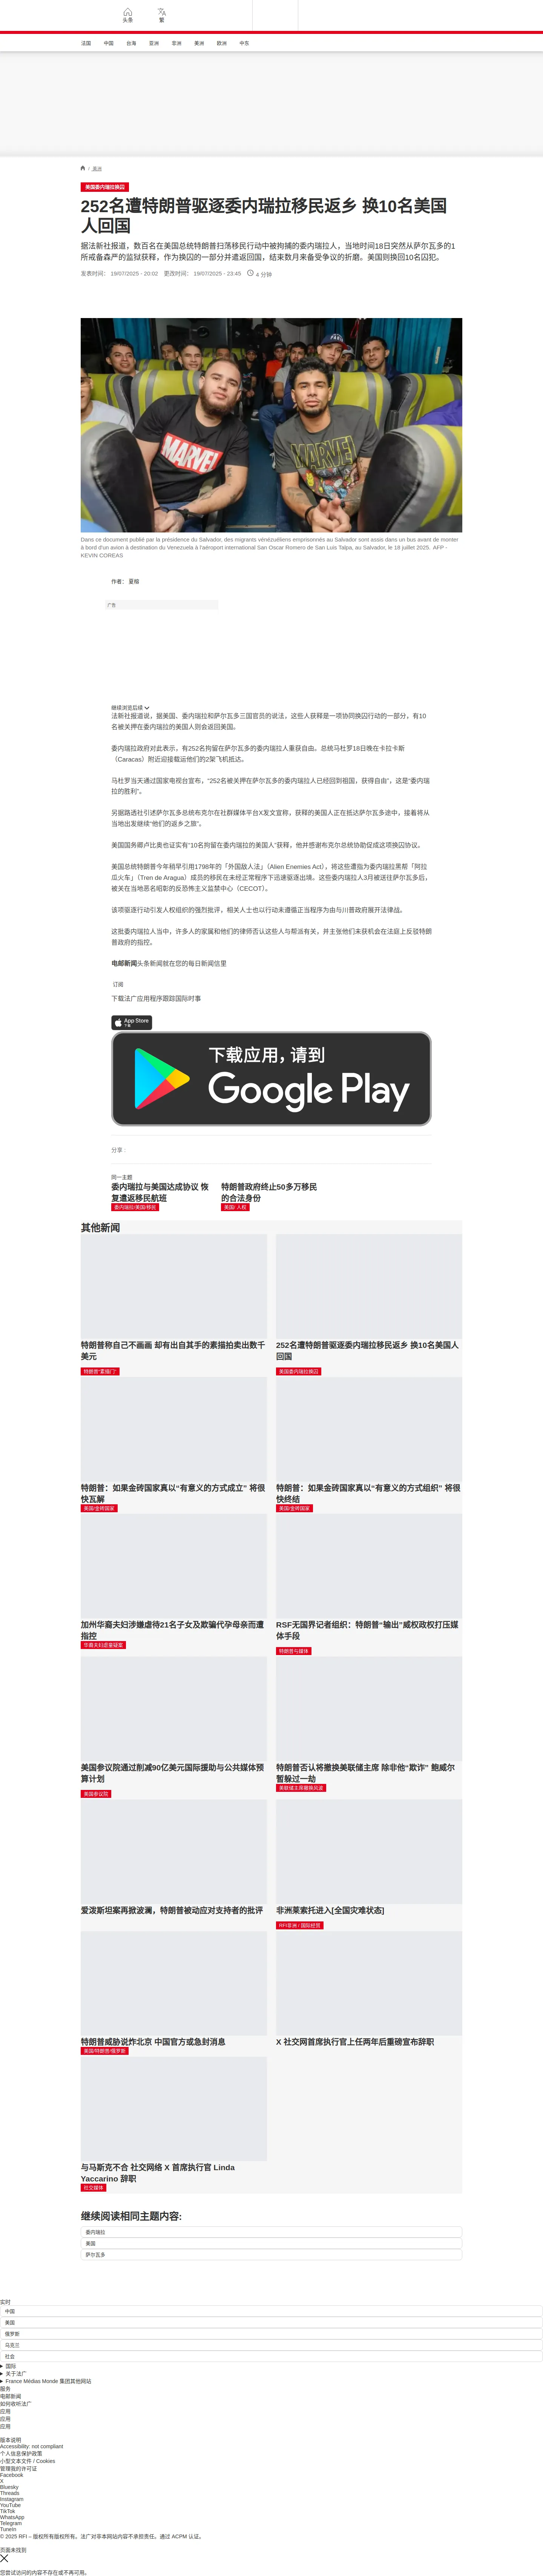 头条
繁
法国
中国
台海
亚洲
非洲
美洲
欧洲
中东
/ 美洲
美国委内瑞拉换囚
252名遭特朗普驱逐委内瑞拉移民返乡 换10名美国
人回国
据法新社报道，数百名在美国总统特朗普扫荡移民行动中被拘捕的委内瑞拉人，当地时间18日突然从萨尔瓦多的1
所戒备森严的监狱获释，作为换囚的一部分并遣返回国，结束数月来备受争议的折磨。美国则换回10名囚犯。
发表时间： 19/07/2025 - 20:02 更改时间： 19/07/2025 - 23:45 4 分钟
MARVEL
MARVEL
Dans ce document publié par la présidence du Salvador, des migrants vénézuéliens emprisonnés au Salvador sont assis dans un bus avant de monter
à bord d'un avion à destination du Venezuela à l'aéroport international San Oscar Romero de San Luis Talpa, au Salvador, le 18 juillet 2025. AFP -
KEVIN COREAS
作者： 夏榕
广告
继续浏览后续
法新社报道说，据美国、委内瑞拉和萨尔瓦多三国官员的说法，这些人获释是一项协同换囚行动的一部分，有10
名被关押在委内瑞拉的美国人则会返回美国。
委内瑞拉政府对此表示，有252名拘留在萨尔瓦多的委内瑞拉人重获自由。总统马杜罗18日晚在卡拉卡斯
（Caracas）附近迎接载运他们的2架飞机抵达。
马杜罗当天通过国家电视台宣布，“252名被关押在萨尔瓦多的委内瑞拉人已经回到祖国，获得自由”，这是“委内瑞
拉的胜利”。
另据路透社引述萨尔瓦多总统布克尔在社群媒体平台X发文宣称，获释的美国人正在抵达萨尔瓦多途中，接着将从
当地出发继续“他们的返乡之旅”。
美国国务卿卢比奥也证实有“10名拘留在委内瑞拉的美国人”获释，他并感谢布克尔总统协助促成这项换囚协议。
美国总统特朗普今年稍早引用1798年的「外国敌人法」（Alien Enemies Act），将这些遭指为委内瑞拉黑帮「阿拉
瓜火车」（Tren de Aragua）成员的移民在未经正常程序下迅速驱逐出境。这些委内瑞拉人3月被送往萨尔瓦多后，
被关在当地恶名昭彰的反恐怖主义监禁中心（CECOT）。
该项驱逐行动引发人权组织的强烈批评，相关人士也以行动未遵循正当程序为由与川普政府展开法律战。
这批委内瑞拉人当中，许多人的家属和他们的律师否认这些人与帮派有关，并主张他们未获机会在法庭上反驳特朗
普政府的指控。
电邮新闻头条新闻就在您的每日新闻信里
订阅
下载法广应用程序跟踪国际时事
App Store
下载
下载应用，请到
Google Play
分享 :
同一主题
委内瑞拉与美国达成协议 恢
复遣返移民航班
委内瑞拉/美国/移民
特朗普政府终止50多万移民
的合法身份
美国/ 人权
其他新闻
特朗普称自己不画画 却有出自其手的素描拍卖出数千
美元
特朗普“素描门”
252名遭特朗普驱逐委内瑞拉移民返乡 换10名美国人
回国
美国委内瑞拉换囚
特朗普：如果金砖国家真以“有意义的方式成立” 将很
快瓦解
美国/金砖国家
特朗普：如果金砖国家真以“有意义的方式组织” 将很
快终结
美国/金砖国家
加州华裔夫妇涉嫌虐待21名子女及欺骗代孕母亲而遭
指控
华裔夫妇虐童疑案
RSF无国界记者组织：特朗普“输出”威权政权打压媒
体手段
特朗普与媒体
美国参议院通过削减90亿美元国际援助与公共媒体预
算计划
美国参议院
特朗普否认将撤换美联储主席 除非他“欺诈” 鲍威尔
暂躲过一劫
美联储主席撤换风波
爱泼斯坦案再掀波澜，特朗普被动应对支持者的批评
非洲莱索托进入[全国灾难状态]
RFI非洲 / 国际经贸
特朗普威胁说炸北京 中国官方或急封消息
美国/特朗普/俄罗斯
X 社交网首席执行官上任两年后重磅宣布辞职
与马斯克不合 社交网络 X 首席执行官 Linda
Yaccarino 辞职
社交媒体
继续阅读相同主题内容:
委内瑞拉
美国
萨尔瓦多
实时
中国
美国
俄罗斯
乌克兰
社会
国际
关于法广
France Médias Monde 集团其他网站
服务
电邮新闻
如何收听法广
应用
应用
应用
版本说明
Accessibility: not compliant
个人信息保护政策
小型文本文件 / Cookies
管理我的许可证
Facebook
X
Bluesky
Threads
Instagram
YouTube
TikTok
WhatsApp
Telegram
TuneIn
© 2025 RFI – 版权所有版权所有。法广对非本网站内容不承担责任。通过 ACPM 认证。
页面未找到
您尝试访问的内容不存在或不再可用。